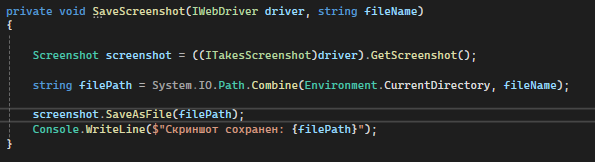 private void SaveScreenshot(IWebDriver driver, string fileName)
{
Screenshot screenshot = ((ITakesScreenshot)driver).GetScreenshot();
string filePath = System.IO.Path.Combine(Environment.CurrentDirectory, fileName);
screenshot.SaveAsFile(filePath);
Console.WriteLine($"Скриншот сохранен: {filePath}");
}